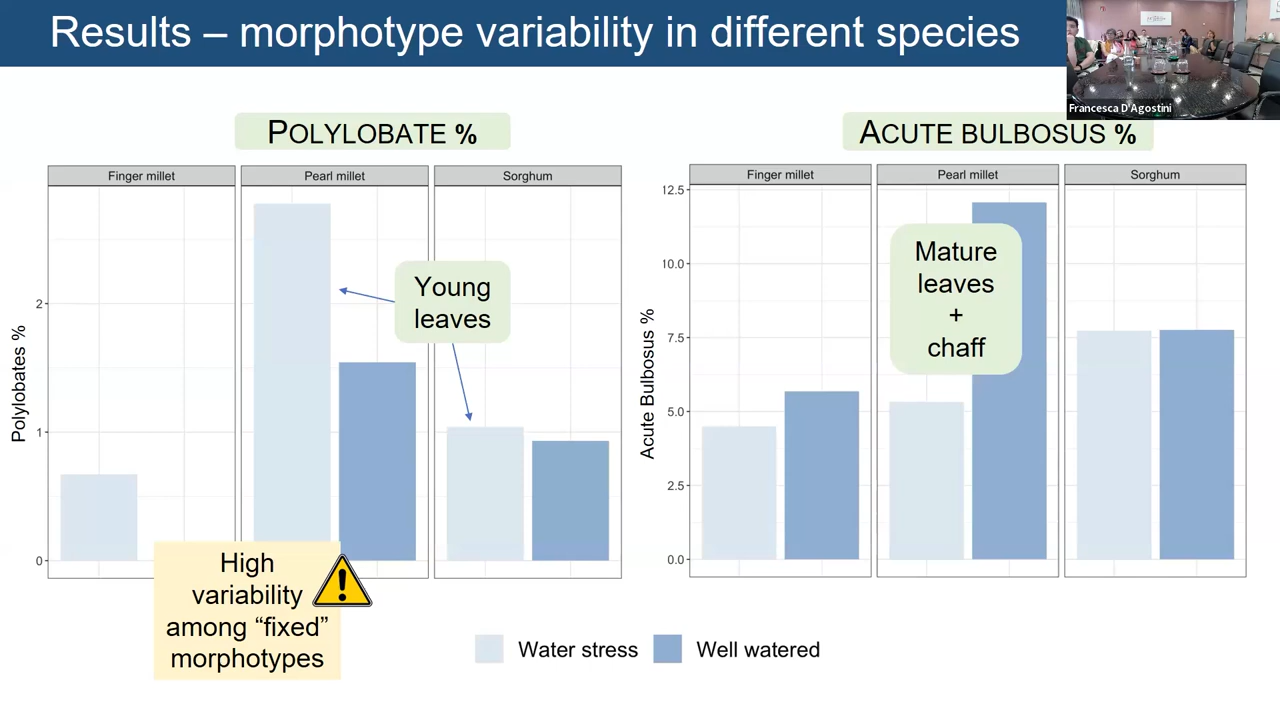 Results – morphotype variability in different species
Francesca D'Agostini
POLYLOBATE %
Finger millet
Pearl millet
Sorghum
Polylobates %
2
1
0
Young
leaves
High
variability
among “fixed”
morphotypes
ACUTE BULBOSUS %
Finger millet
Pearl millet
Sorghum
Acute Bulbosus %
12.5
10.0
7.5
5.0
2.5
0.0
Mature
leaves
+
chaff
Water stress
Well watered